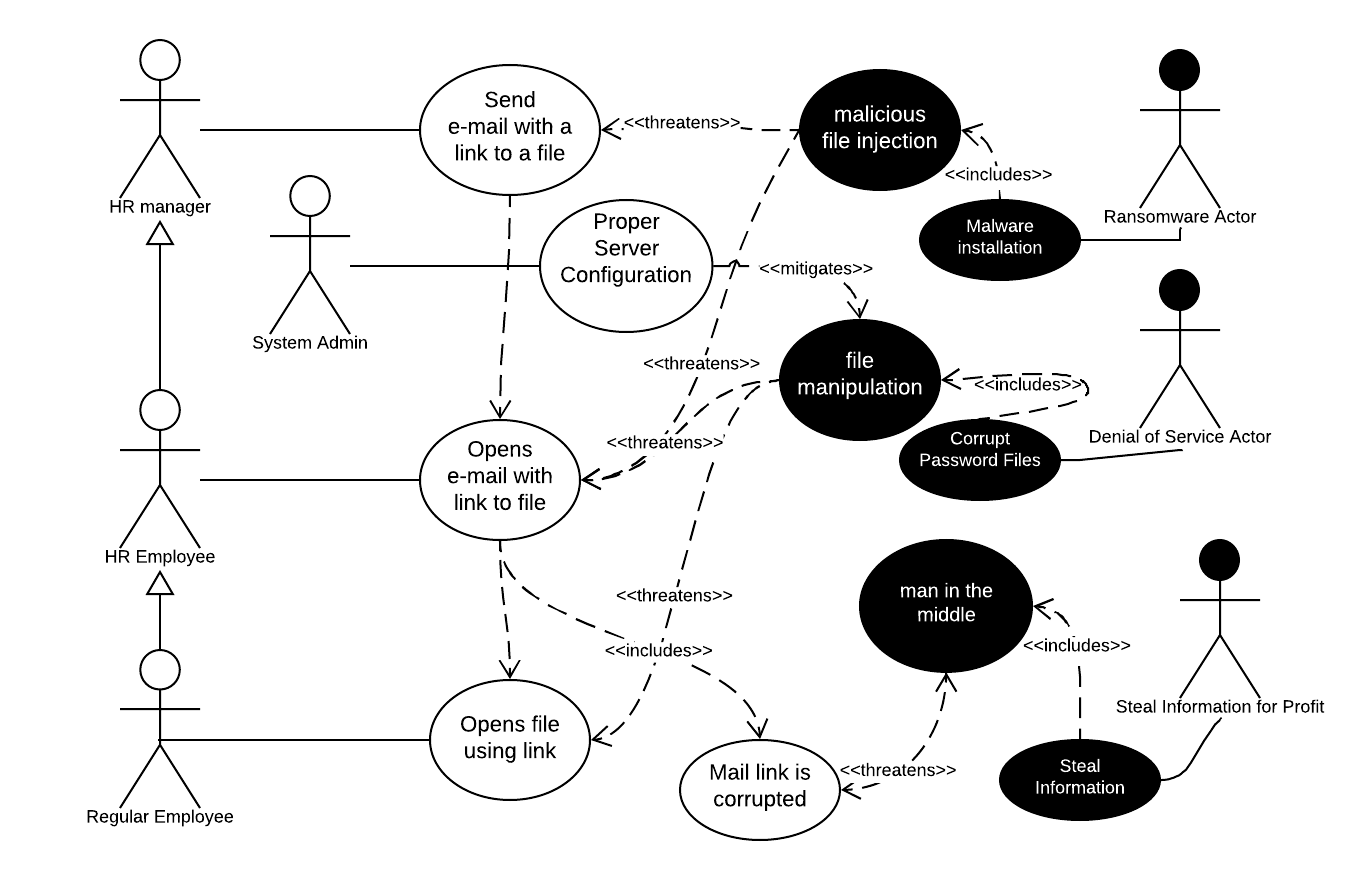 Send
e-mail with a
link to a file
<<threatens>>
malicious
file injection
<<includes>>
HR manager
Malware
installation
Ransomware Actor
Proper
Server
Configuration
<<mitigates>>
System Admin
<<threatens>>
file
manipulation
<<includes>>
Opens
e-mail with
link to file
<<threatens>>
Corrupt
Password Files
Denial of Service Actor
HR Employee
<<threatens>>
man in the
middle
<<includes>>
<<includes>>
Steal Information for Profit
Opens file
using link
Mail link is
corrupted
<<threatens>>
Steal
Information
Regular Employee